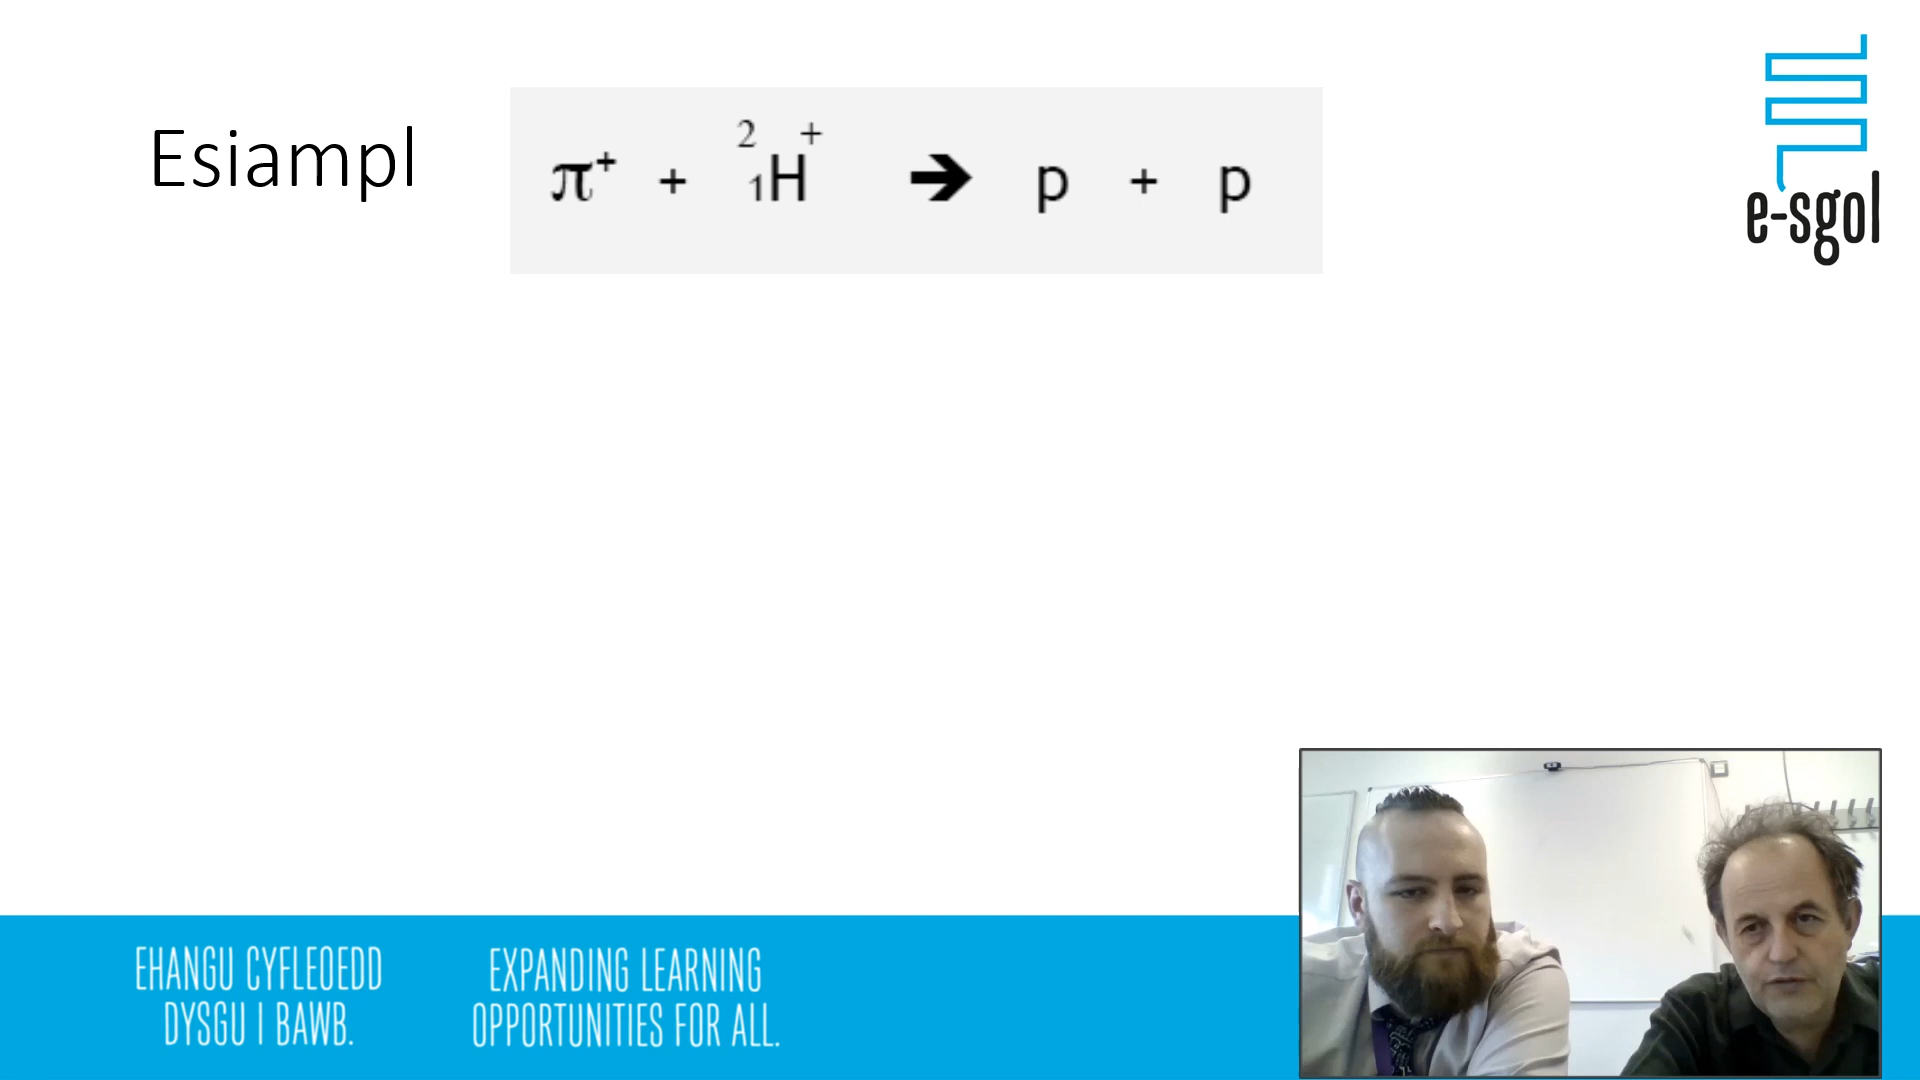 Esiampl
π⁺ + ²₁H⁺ ➔ p + p
e-sgol
EHANGU CYFLEOEDD
DYSGU I BAWB.
EXPANDING LEARNING
OPPORTUNITIES FOR ALL.